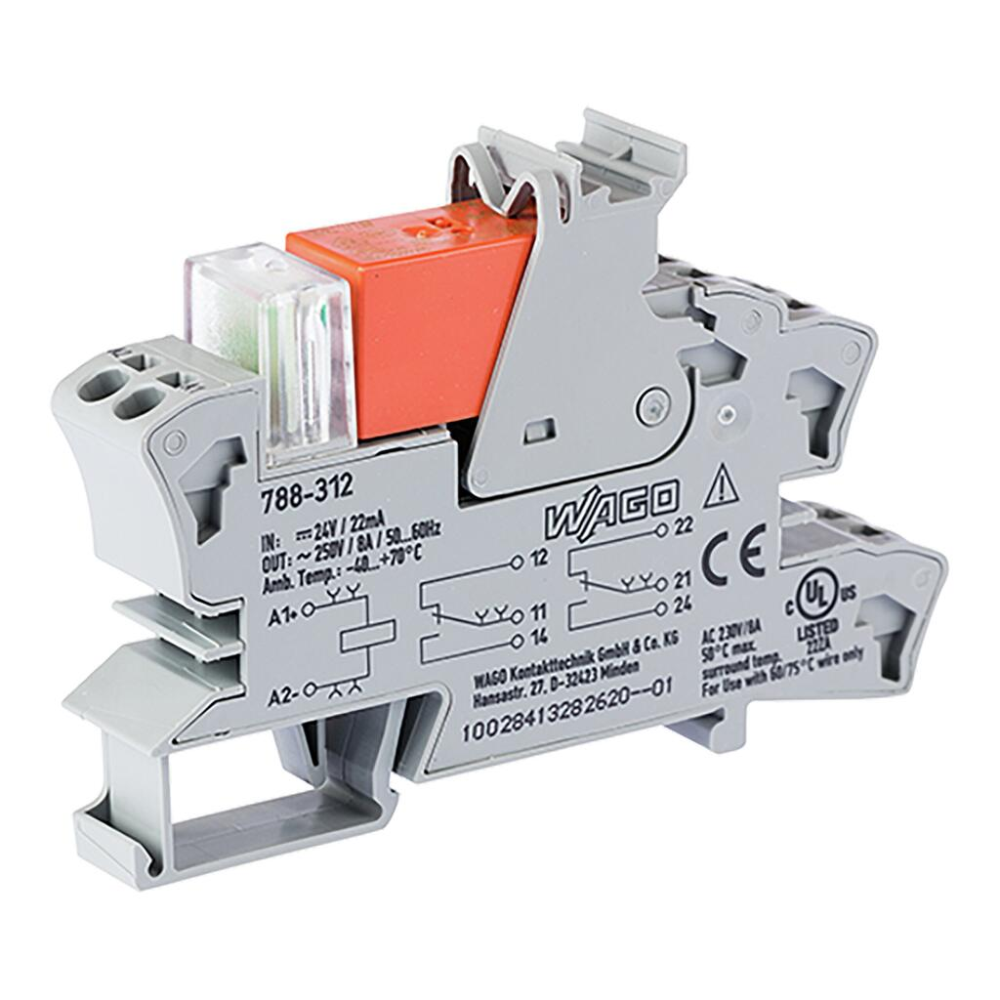 788-312
IN: ⎓ 24V / 22mA
OUT: ~ 250V / 8A / 50...60Hz
Amb. Temp.: -40...+70°C
A1+
A2-
12
11
14
WAGO
22
21
24
CE
C UL US
LISTED
222A
AC 230V/8A
50°C max.
surround temp.
For Use with 60/75°C wire only
WAGO Kontakttechnik GmbH & Co. KG
Hansastr. 27, D-32423 Minden
10028413282620--01